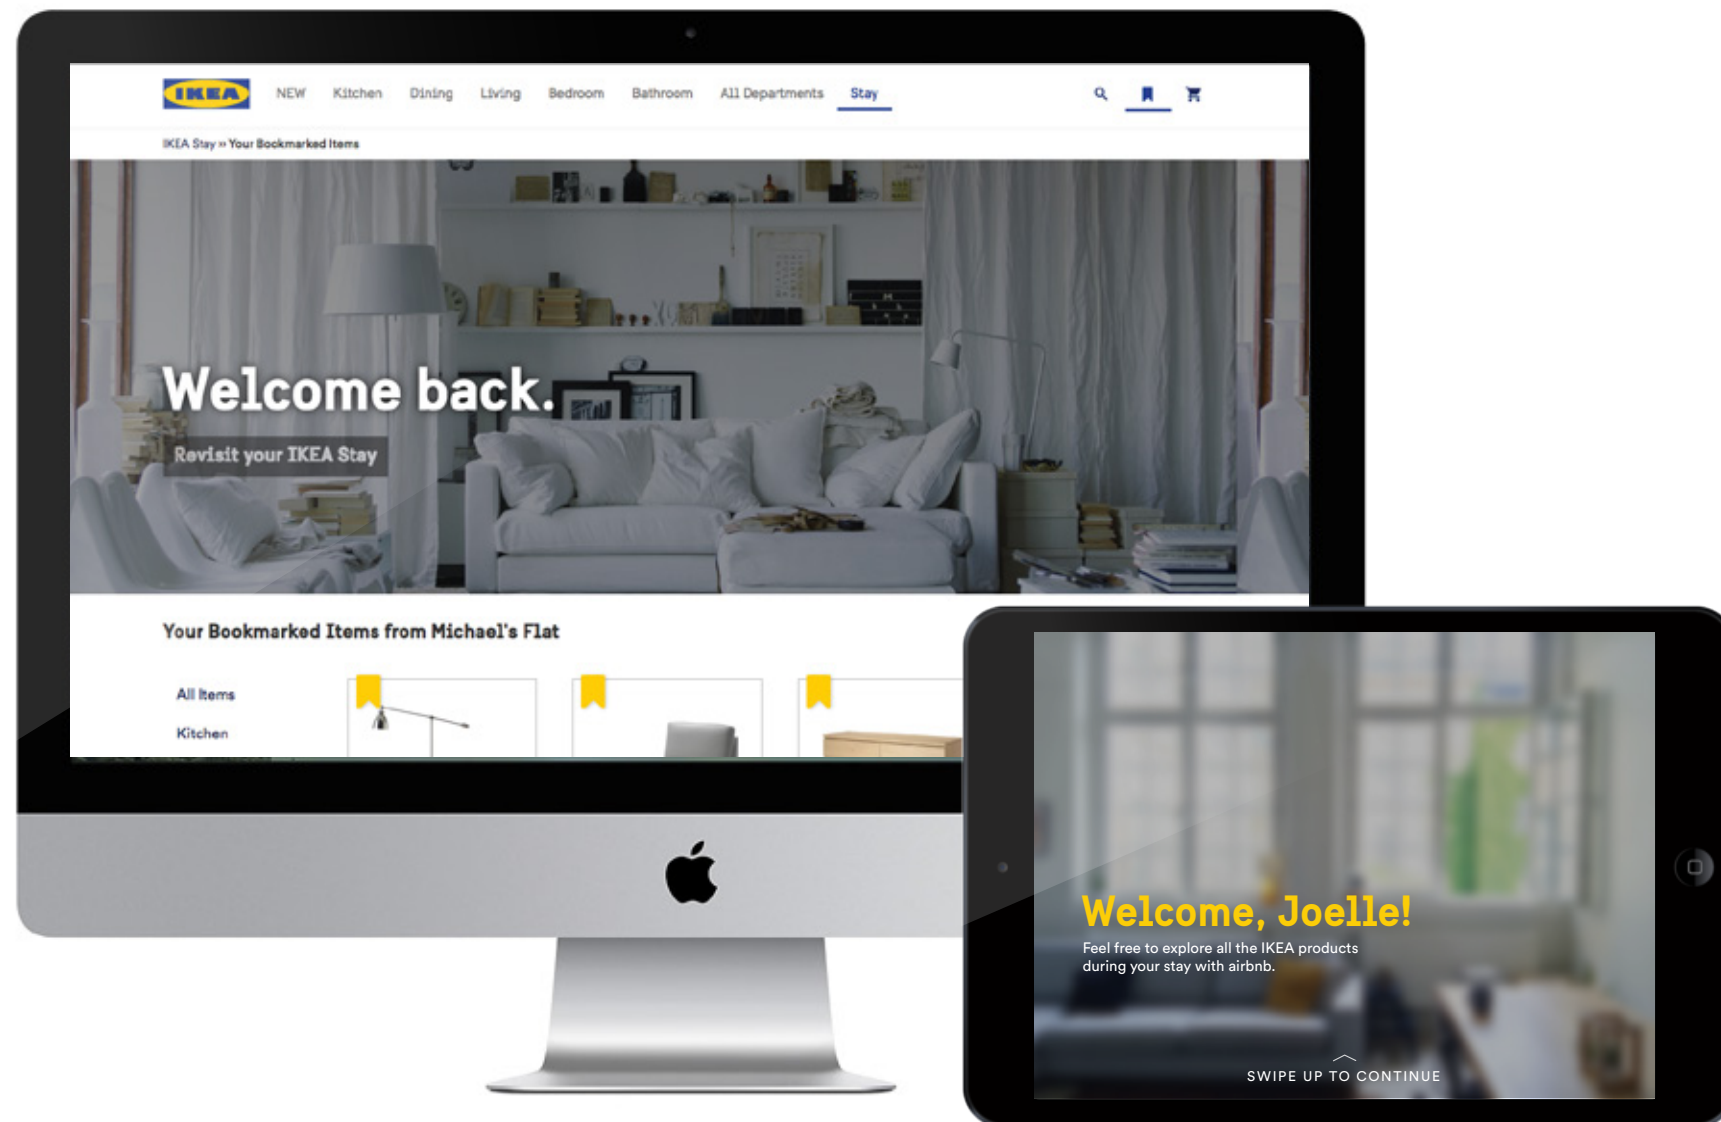 IKEA NEW Kitchen Dining Living Bedroom Bathroom All Departments Stay
IKEA Stay » Your Bookmarked Items
Welcome back.
Revisit your IKEA Stay
Your Bookmarked Items from Michael's Flat
All Items
Kitchen
Welcome, Joelle!
Feel free to explore all the IKEA products
during your stay with airbnb.
SWIPE UP TO CONTINUE